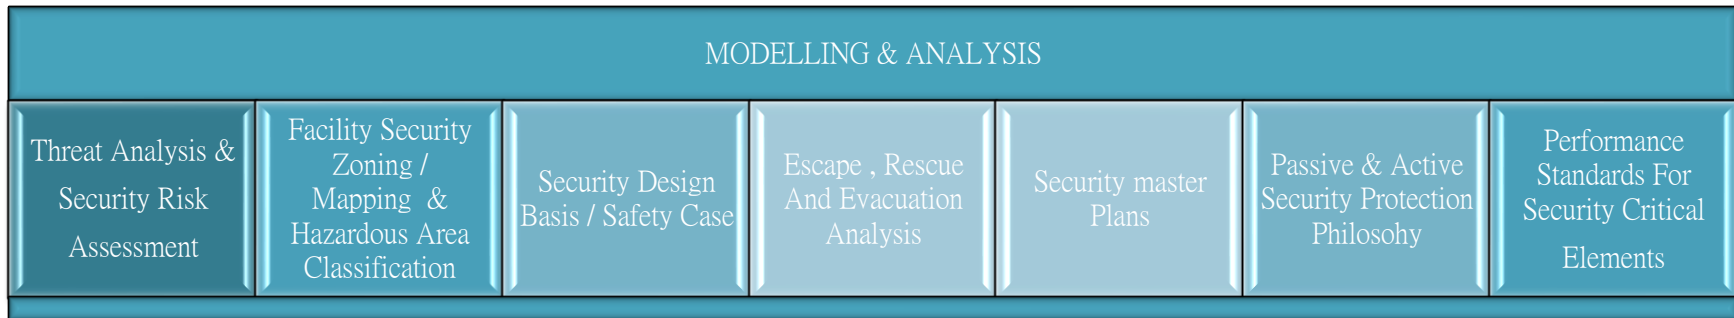 MODELLING & ANALYSIS
Threat Analysis &
Security Risk
Assessment
Facility Security
Zoning /
Mapping &
Hazardous Area
Classification
Security Design
Basis / Safety Case
Escape , Rescue
And Evacuation
Analysis
Security master
Plans
Passive & Active
Security Protection
Philosohy
Performance
Standards For
Security Critical
Elements